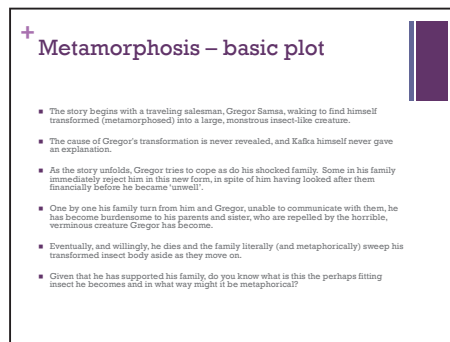 +
Metamorphosis – basic plot
■ The story begins with a traveling salesman, Gregor Samsa, waking to find himself
transformed (metamorphosed) into a large, monstrous insect-like creature.
■ The cause of Gregor's transformation is never revealed, and Kafka himself never gave
an explanation.
■ As the story unfolds, Gregor tries to cope as do his shocked family. Some in his family
immediately reject him in this new form, in spite of him having looked after them
financially before he became 'unwell'.
■ One by one his family turn from him and Gregor, unable to communicate with them, he
has become burdensome to his parents and sister, who are repelled by the horrible,
verminous creature Gregor has become.
■ Eventually, and willingly, he dies and the family literally (and metaphorically) sweep his
transformed insect body aside as they move on.
■ Given that he has supported his family, do you know what is this the perhaps fitting
insect he becomes and in what way might it be metaphorical?